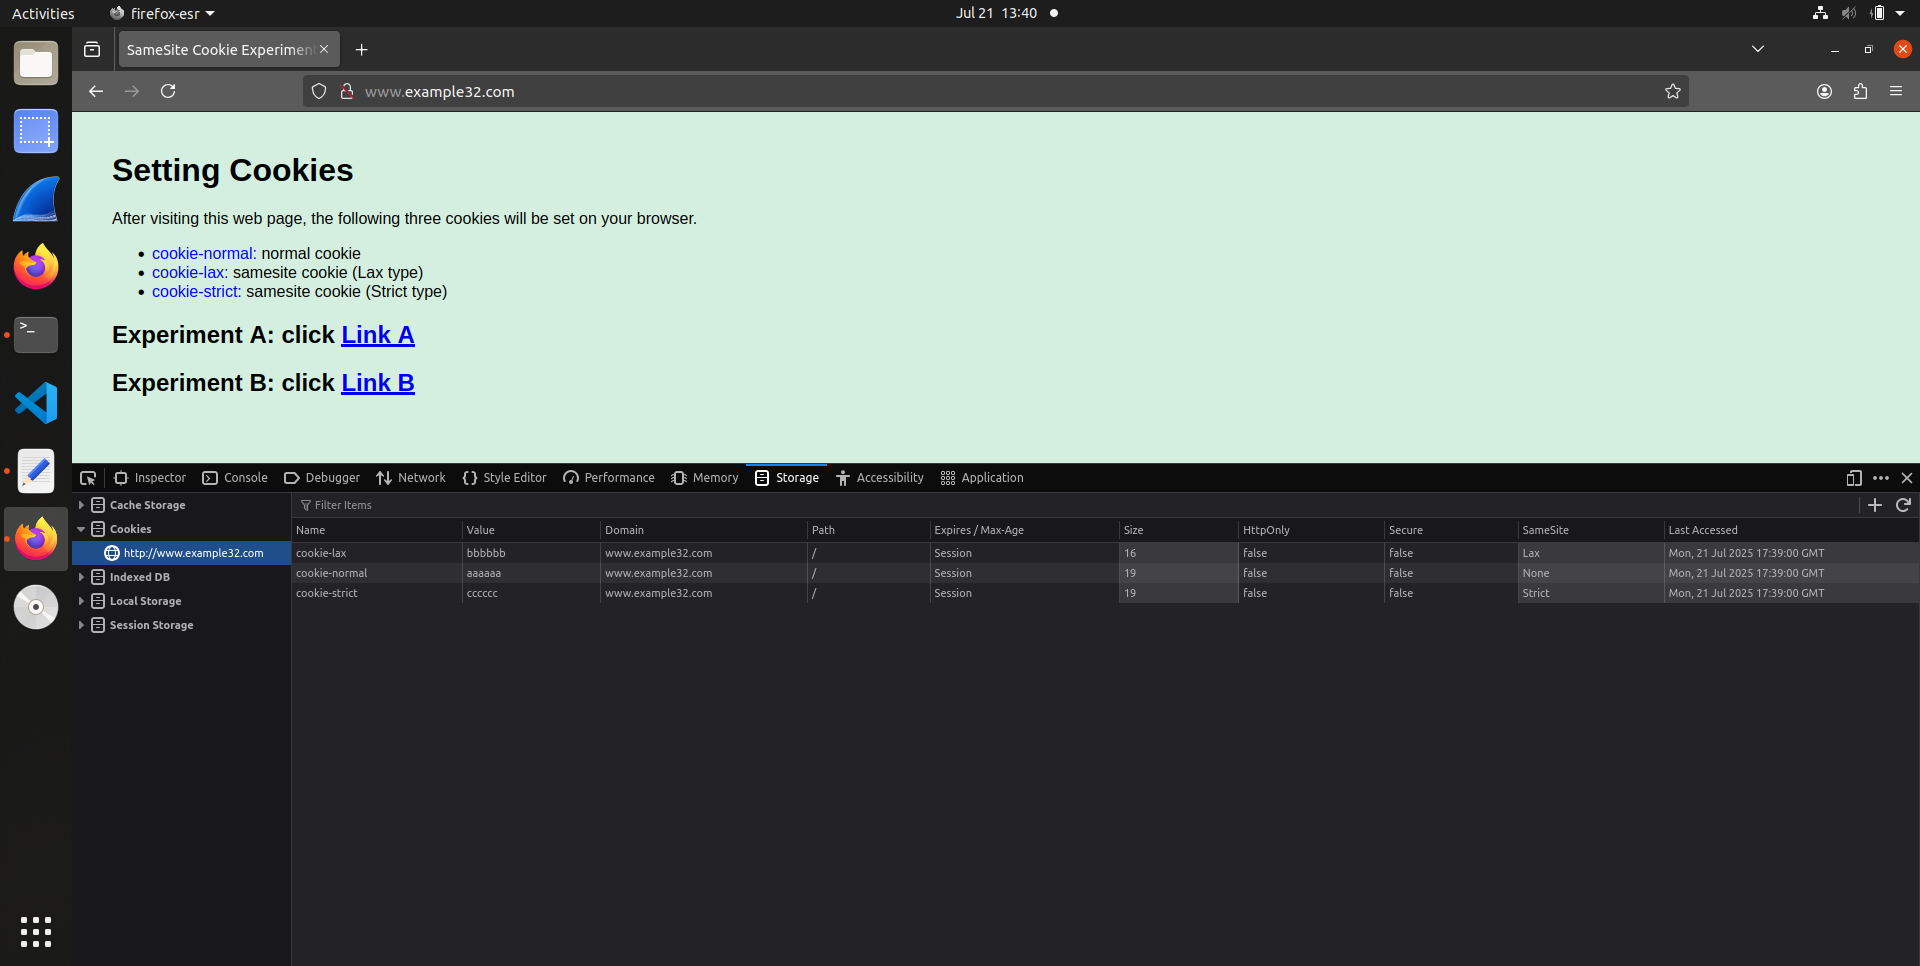 Activities firefox-esr Jul 21 13:40
SameSite Cookie Experimen
www.example32.com
Setting Cookies
After visiting this web page, the following three cookies will be set on your browser.
• cookie-normal: normal cookie
• cookie-lax: samesite cookie (Lax type)
• cookie-strict: samesite cookie (Strict type)
Experiment A: click Link A
Experiment B: click Link B
Inspector Console Debugger Network Style Editor Performance Memory Storage Accessibility Application
Cache Storage
Cookies
http://www.example32.com
Indexed DB
Local Storage
Session Storage
Filter Items
Name Value Domain Path Expires / Max-Age Size HttpOnly Secure SameSite Last Accessed
cookie-lax bbbbbb www.example32.com / Session 16 false false Lax Mon, 21 Jul 2025 17:39:00 GMT
cookie-normal aaaaaa www.example32.com / Session 19 false false None Mon, 21 Jul 2025 17:39:00 GMT
cookie-strict cccccc www.example32.com / Session 19 false false Strict Mon, 21 Jul 2025 17:39:00 GMT